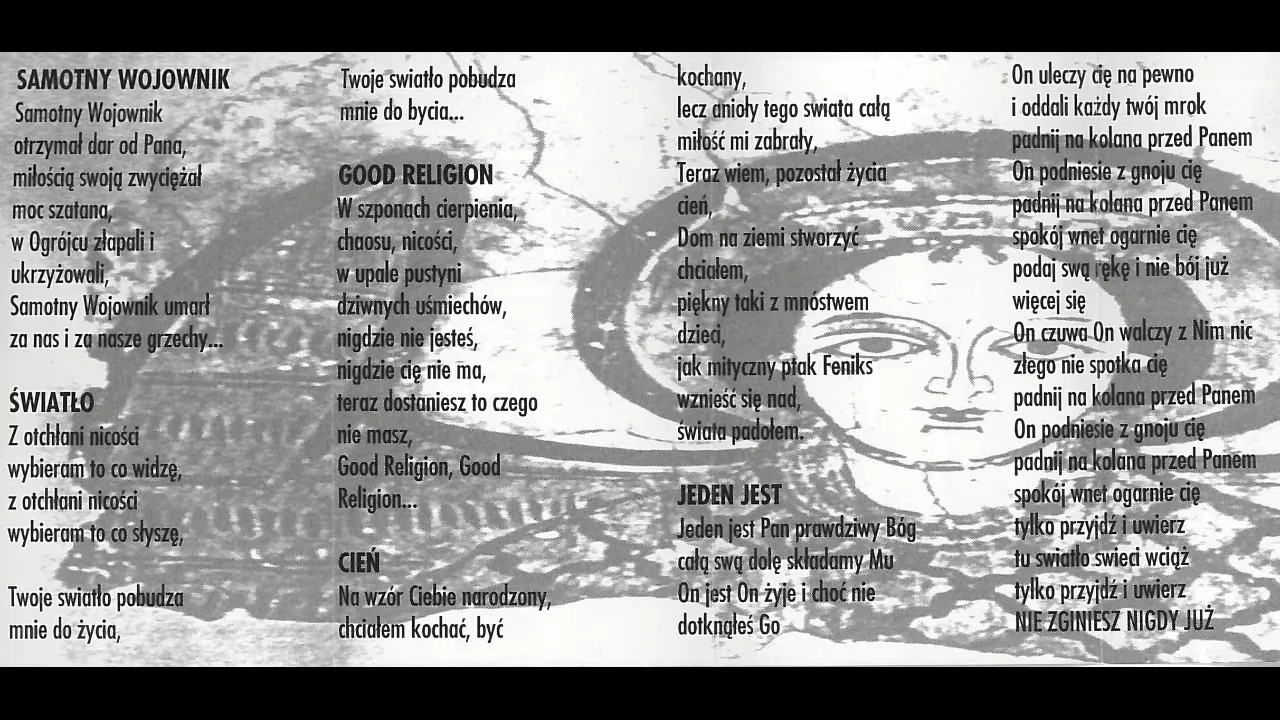 SAMOTNY WOJOWNIK
Samotny Wojownik
otrzymał dar od Pana,
miłością swoją zwyciężał
moc szatana,
w Ogrójcu złapali i
ukrzyżowali,
Samotny Wojownik umarł
za nas i za nasze grzechy...
ŚWIATŁO
Z otchłani nicości
wybieram to co widzę,
z otchłani nicości
wybieram to co słyszę,
Twoje swiatło pobudza
mnie do życia,
Twoje swiatło pobudza
mnie do bycia...
GOOD RELIGION
W szponach cierpienia,
chaosu, nicości,
w upale pustyni
dziwnych uśmiechów,
nigdzie nie jesteś,
nigdzie cię nie ma,
teraz dostaniesz to czego
nie masz,
Good Religion, Good
Religion...
CIEŃ
Na wzór Ciebie narodzony,
chciałem kochać, być
kochany,
lecz anioły tego swiata całą
miłość mi zabrały,
Teraz wiem, pozostał życia
cień,
Dom na ziemi stworzyć
chciałem,
piękny taki z mnóstwem
dzieci,
jak mityczny ptak Feniks
wznieść się nad,
świata padołem.
JEDEN JEST
Jeden jest Pan prawdziwy Bóg
całą swą dolę składamy Mu
On jest On żyje i choć nie
dotknąłeś Go
On uleczy cię na pewno
i oddali każdy twój mrok
padnij na kolana przed Panem
On podniesie z gnoju cię
padnij na kolana przed Panem
spokój wnet ogarnie cię
podaj swą rękę i nie bój już
więcej się
On czuwa On walczy z Nim nic
złego nie spotka cię
padnij na kolana przed Panem
On podniesie z gnoju cię
padnij na kolana przed Panem
spokój wnet ogarnie cię
tylko przyjdź i uwierz
tu swiatło swieci wciąż
tylko przyjdź i uwierz
NIE ZGINIESZ NIGDY JUŻ